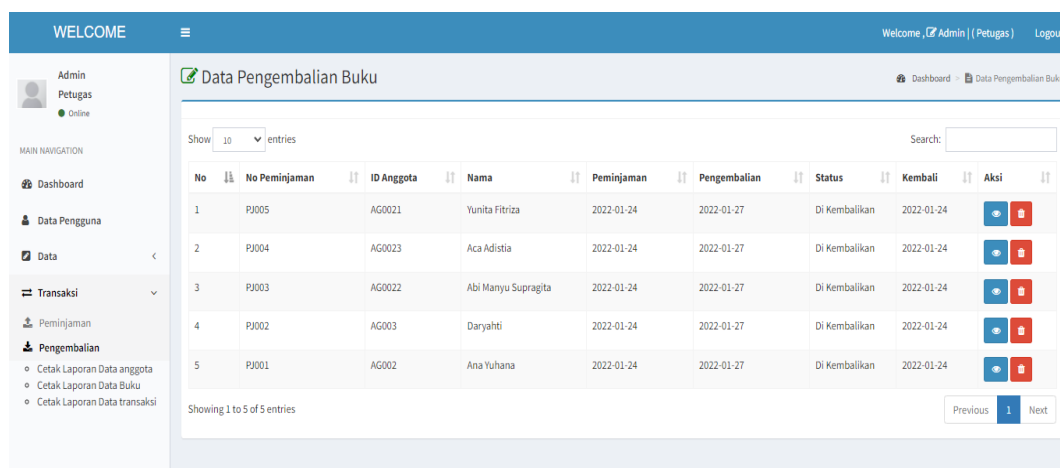 WELCOME
Welcome , Admin | ( Petugas ) Logou
Admin
Petugas
Online
MAIN NAVIGATION
Dashboard
Data Pengguna
Data
Transaksi
Peminjaman
Pengembalian
Cetak Laporan Data anggota
Cetak Laporan Data Buku
Cetak Laporan Data transaksi
Data Pengembalian Buku
Dashboard > Data Pengembalian Buk
Show 10 entries Search:
No No Peminjaman ID Anggota Nama Peminjaman Pengembalian Status Kembali Aksi
1 PJ005 AG0021 Yunita Fitriza 2022-01-24 2022-01-27 Di Kembalikan 2022-01-24
2 PJ004 AG0023 Aca Adistia 2022-01-24 2022-01-27 Di Kembalikan 2022-01-24
3 PJ003 AG0022 Abi Manyu Supragita 2022-01-24 2022-01-27 Di Kembalikan 2022-01-24
4 PJ002 AG003 Daryahti 2022-01-24 2022-01-27 Di Kembalikan 2022-01-24
5 PJ001 AG002 Ana Yuhana 2022-01-24 2022-01-27 Di Kembalikan 2022-01-24
Showing 1 to 5 of 5 entries
Previous 1 Next